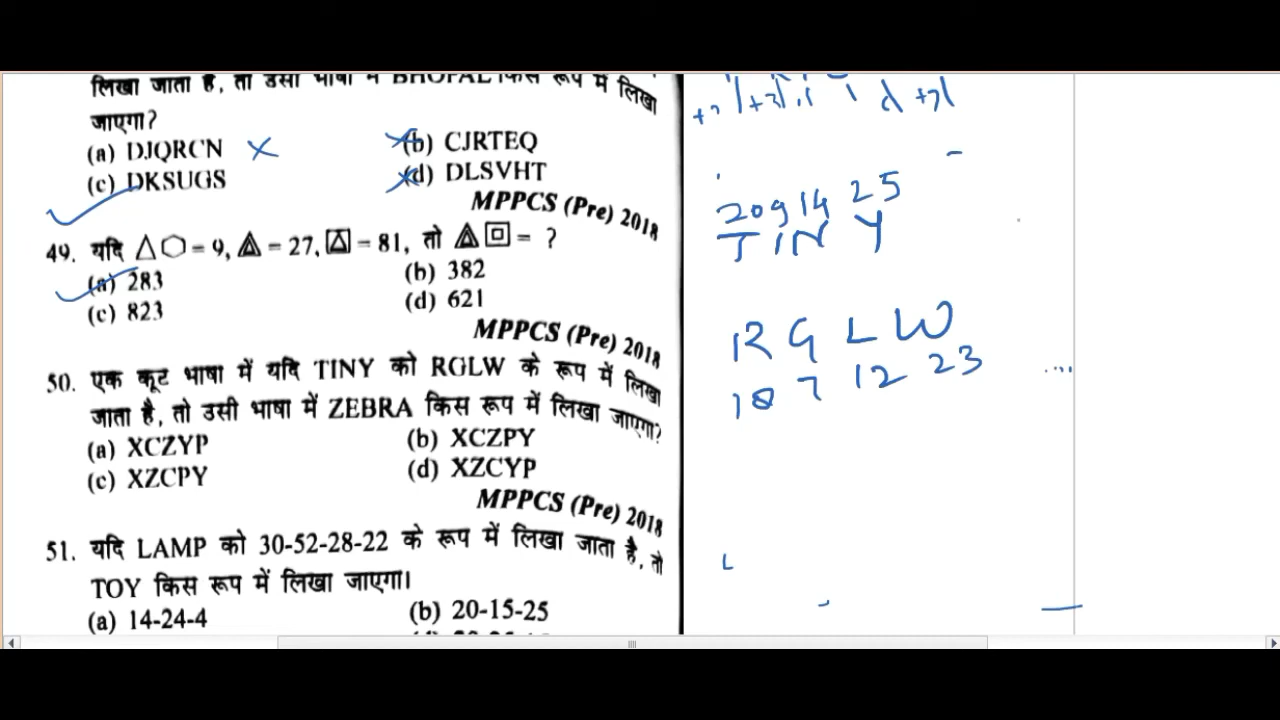 लिखा जाता है, तो उसी भाषा में BHOPAL किस रूप में लिखा
जाएगा?
(a) DJQRCN
(b) CJRTEQ
(c) DKSUGS
(d) DLSVHT
MPPCS (Pre) 2018
49. यदि △⬡ = 9, = 27, = 81, तो = ?
(a) 283
(b) 382
(c) 823
(d) 621
MPPCS (Pre) 2018
50. एक कूट भाषा में यदि TINY को RGLW के रूप में लिखा
जाता है, तो उसी भाषा में ZEBRA किस रूप में लिखा जाएगा?
(a) XCZYP
(b) XCZPY
(c) XZCPY
(d) XZCYP
MPPCS (Pre) 2018
51. यदि LAMP को 30-52-28-22 के रूप में लिखा जाता है, तो
TOY किस रूप में लिखा जाएगा।
(a) 14-24-4
(b) 20-15-25
20 9 14 25
T I N Y
R G L W
18 7 12 23